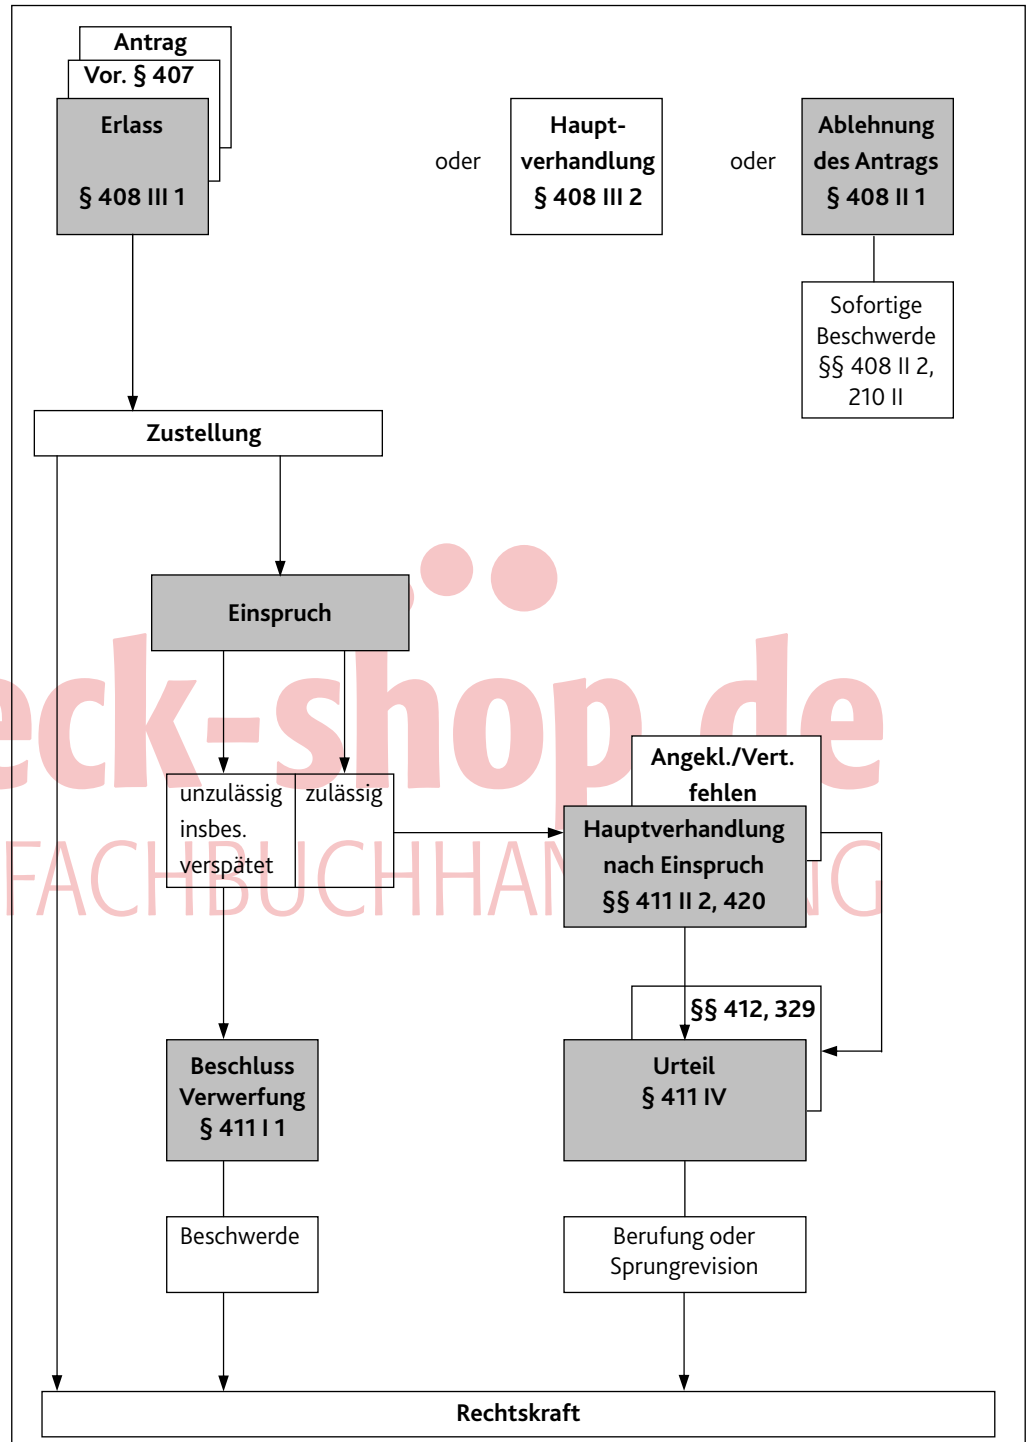 Antrag
Vor. § 407
Erlass
§ 408 III 1
oder
Haupt-
verhandlung
§ 408 III 2
oder
Ablehnung
des Antrags
§ 408 II 1
Sofortige
Beschwerde
§§ 408 II 2,
210 II
Zustellung
Einspruch
eck-shop.de
FACHBUCHHAN NG
unzulässig
insbes.
verspätet
zulässig
Angekl./Vert.
fehlen
Hauptverhandlung
nach Einspruch
§§ 411 II 2, 420
§§ 412, 329
Beschluss
Verwerfung
§ 411 I 1
Urteil
§ 411 IV
Beschwerde
Berufung oder
Sprungrevision
Rechtskraft